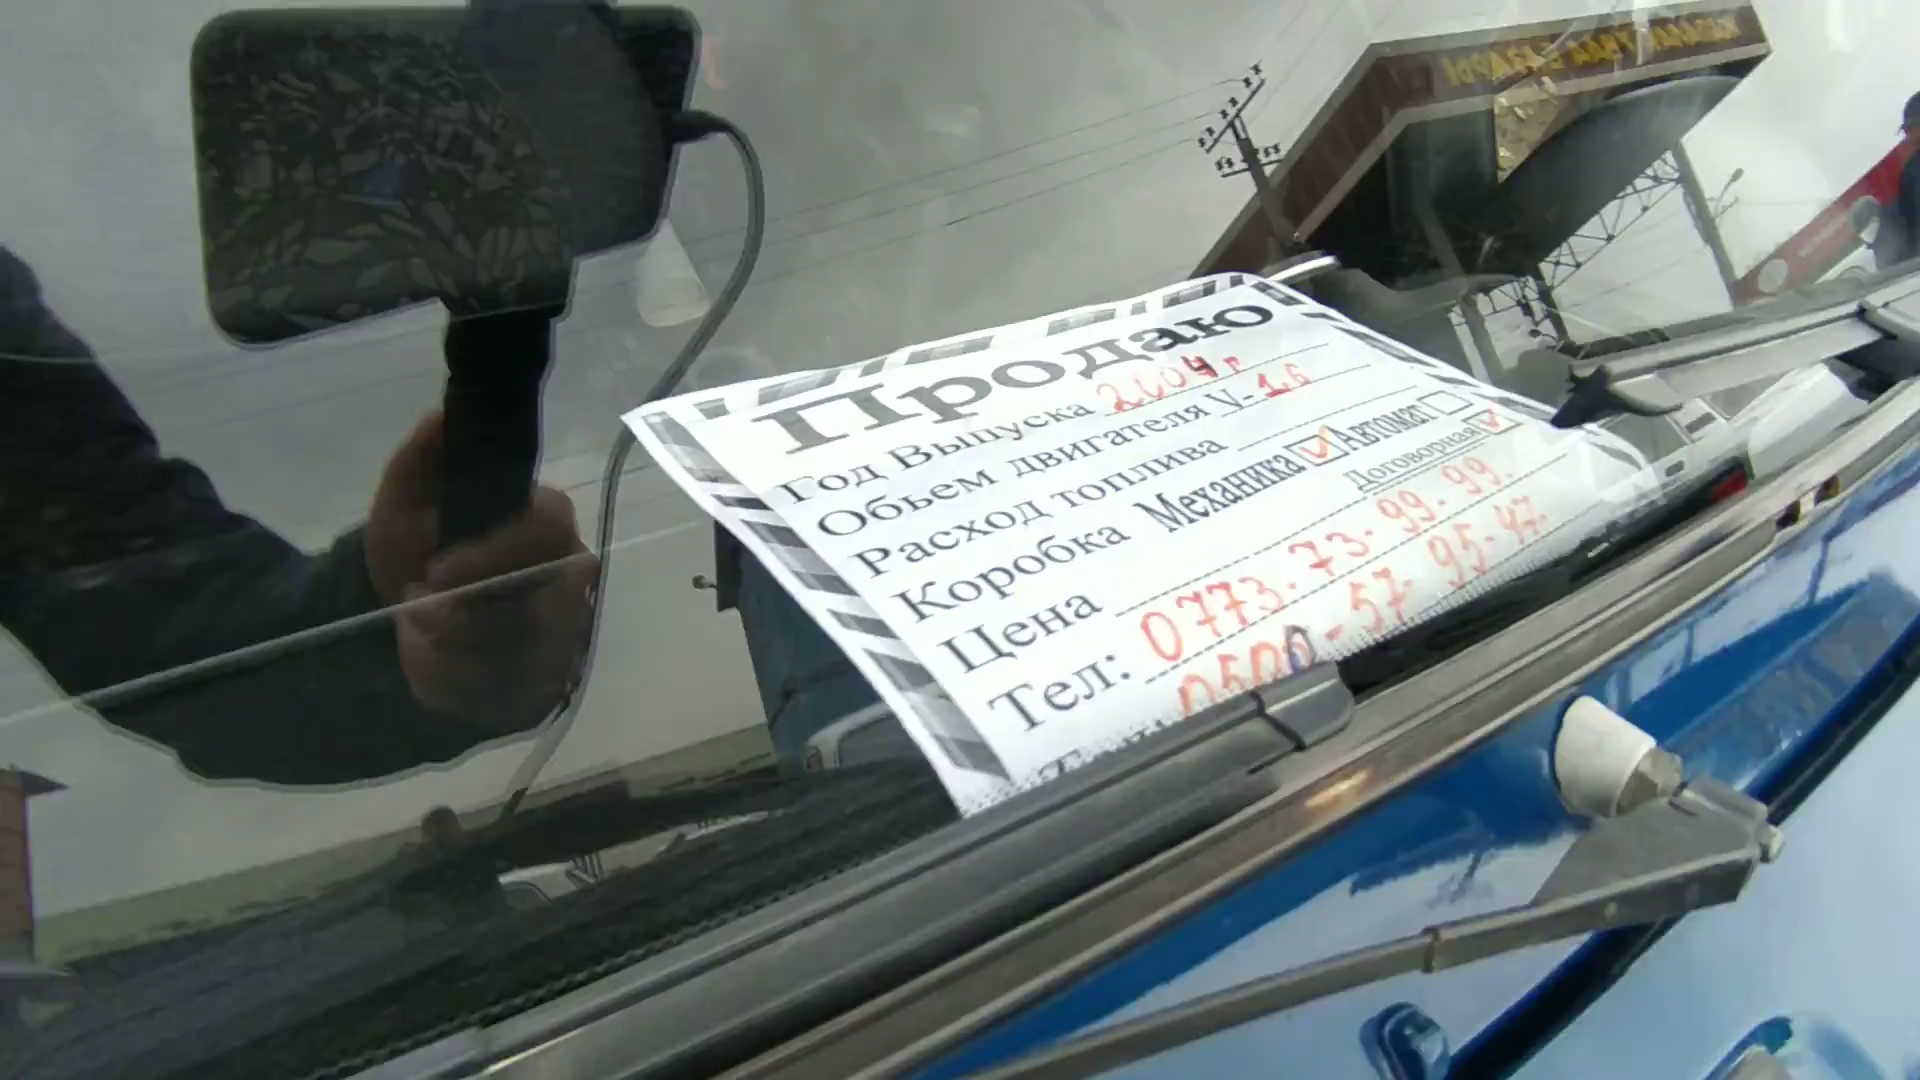 Продаю
Год Выпуска 2004 г
Обьем двигателя V-1.6
Расход топлива
Коробка Механика Автомат
Договорная
Цена
Тел: 0773-73-99-99.
0500-57-95-47.